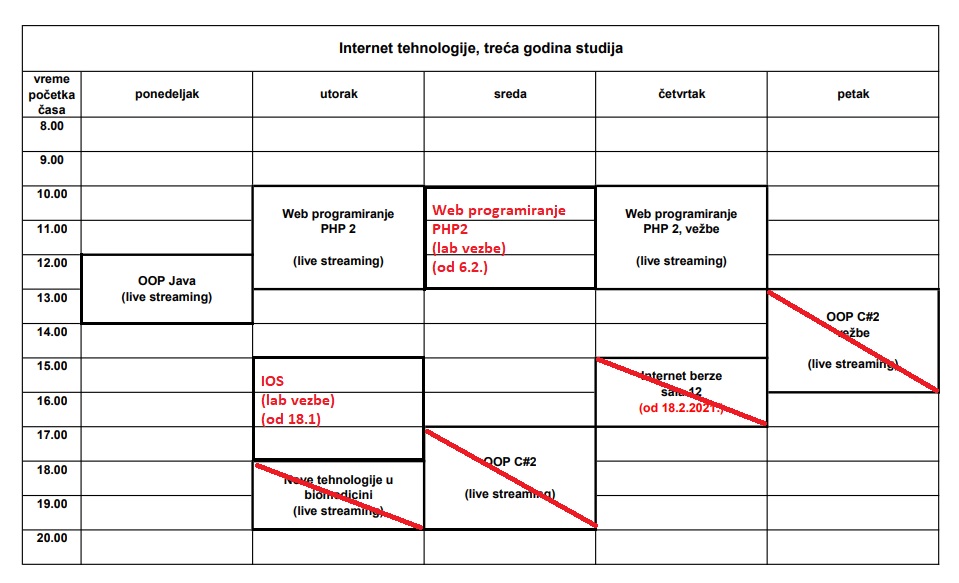 Internet tehnologije, treća godina studija
vreme
početka
časa
ponedeljak
utorak
sreda
četvrtak
petak
8.00
9.00
10.00
Web programiranje
PHP 2
(live streaming)
Web programiranje
PHP2
(lab vezbe)
(od 6.2.)
Web programiranje
PHP 2, vežbe
(live streaming)
11.00
12.00
OOP Java
(live streaming)
13.00
OOP C#2
vežbe
(live streaming)
14.00
15.00
IOS
(lab vezbe)
(od 18.1)
Internet berze
sala 12
(od 18.2.2021.)
16.00
17.00
OOP C#2
(live streaming)
18.00
Nove tehnologije u
biomedicini
(live streaming)
19.00
20.00